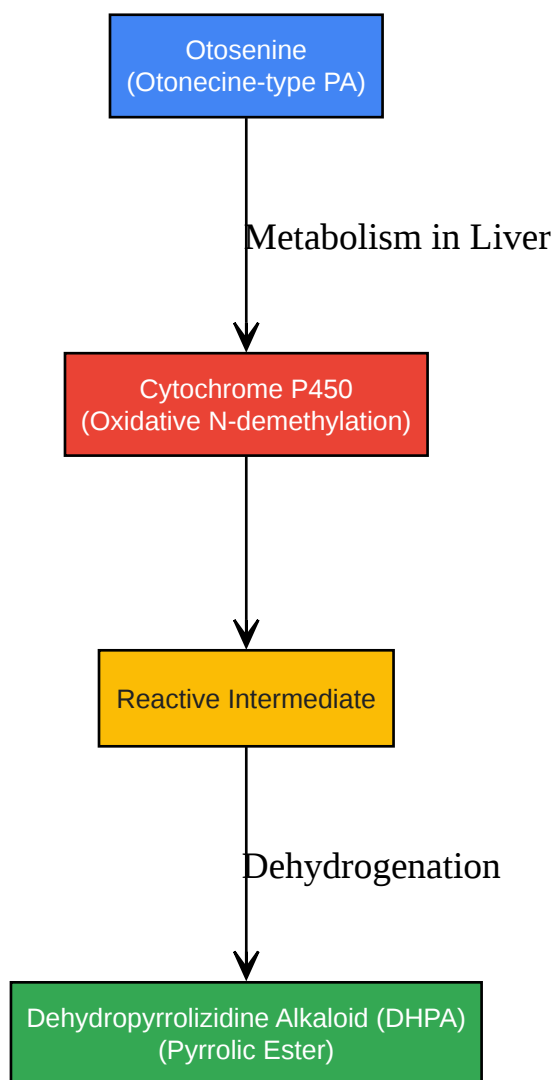 Otosenine
(Otonecine-type PA)
Metabolism in Liver
Cytochrome P450
(Oxidative N-demethylation)
Reactive Intermediate
Dehydrogenation
Dehydropyrrolizidine Alkaloid (DHPA)
(Pyrrolic Ester)